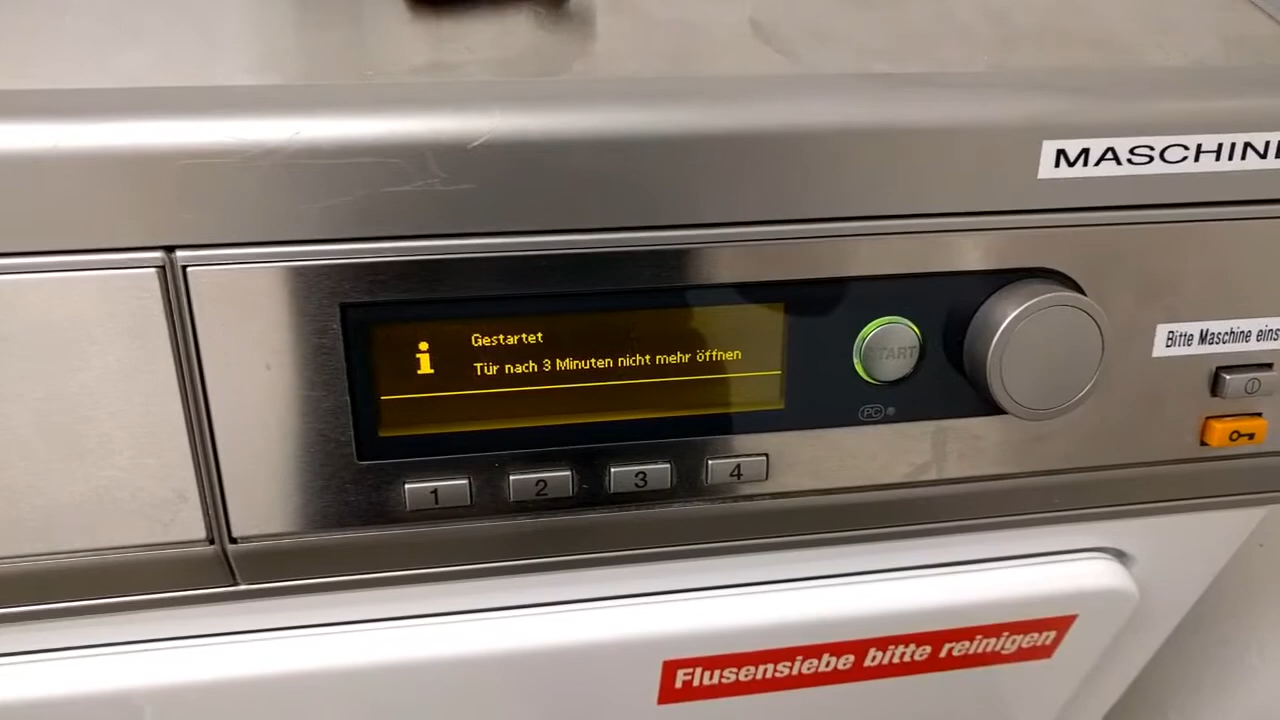 MASCHIN
Gestartet
Tür nach 3 Minuten nicht mehr öffnen
START
PC
Bitte Maschine eins
1 2 3 4
Flusensiebe bitte reinigen